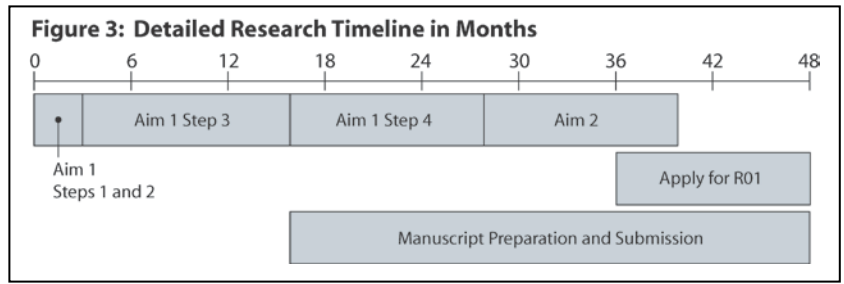 Figure 3: Detailed Research Timeline in Months
0 6 12 18 24 30 36 42 48
Aim 1 Step 3 Aim 1 Step 4 Aim 2
Aim 1
Steps 1 and 2
Apply for R01
Manuscript Preparation and Submission